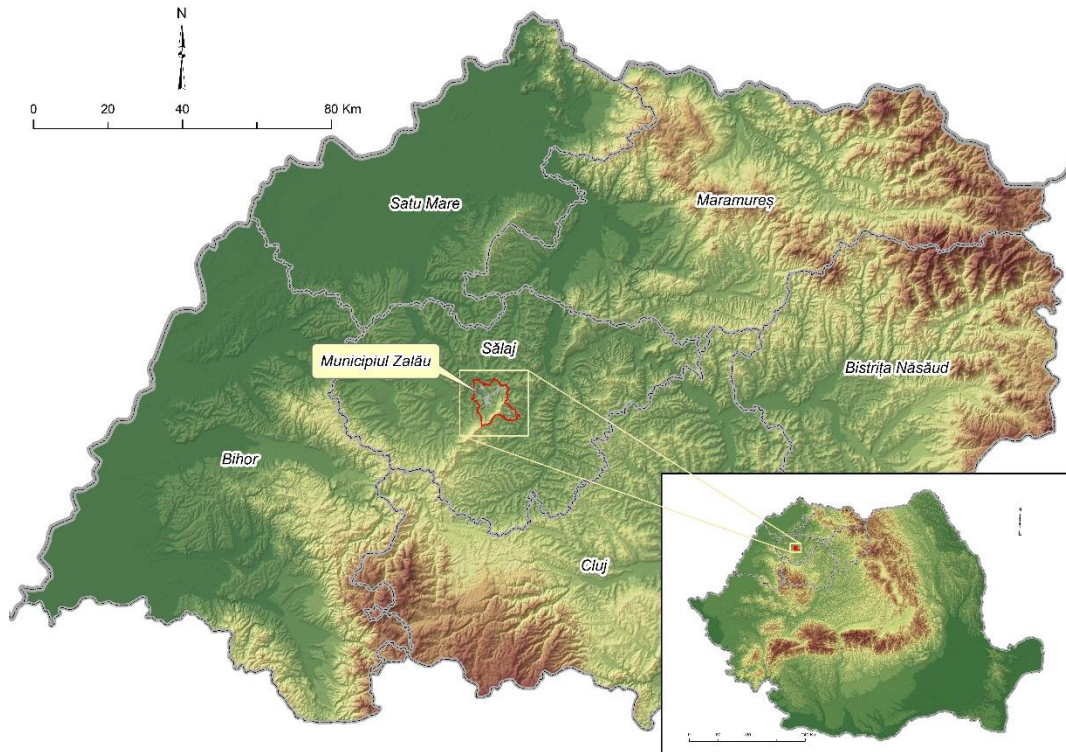 N
0 20 40 80 Km
Satu Mare
Maramureș
Sălaj
Municipiul Zalău
Bistrița Năsăud
Bihor
Cluj